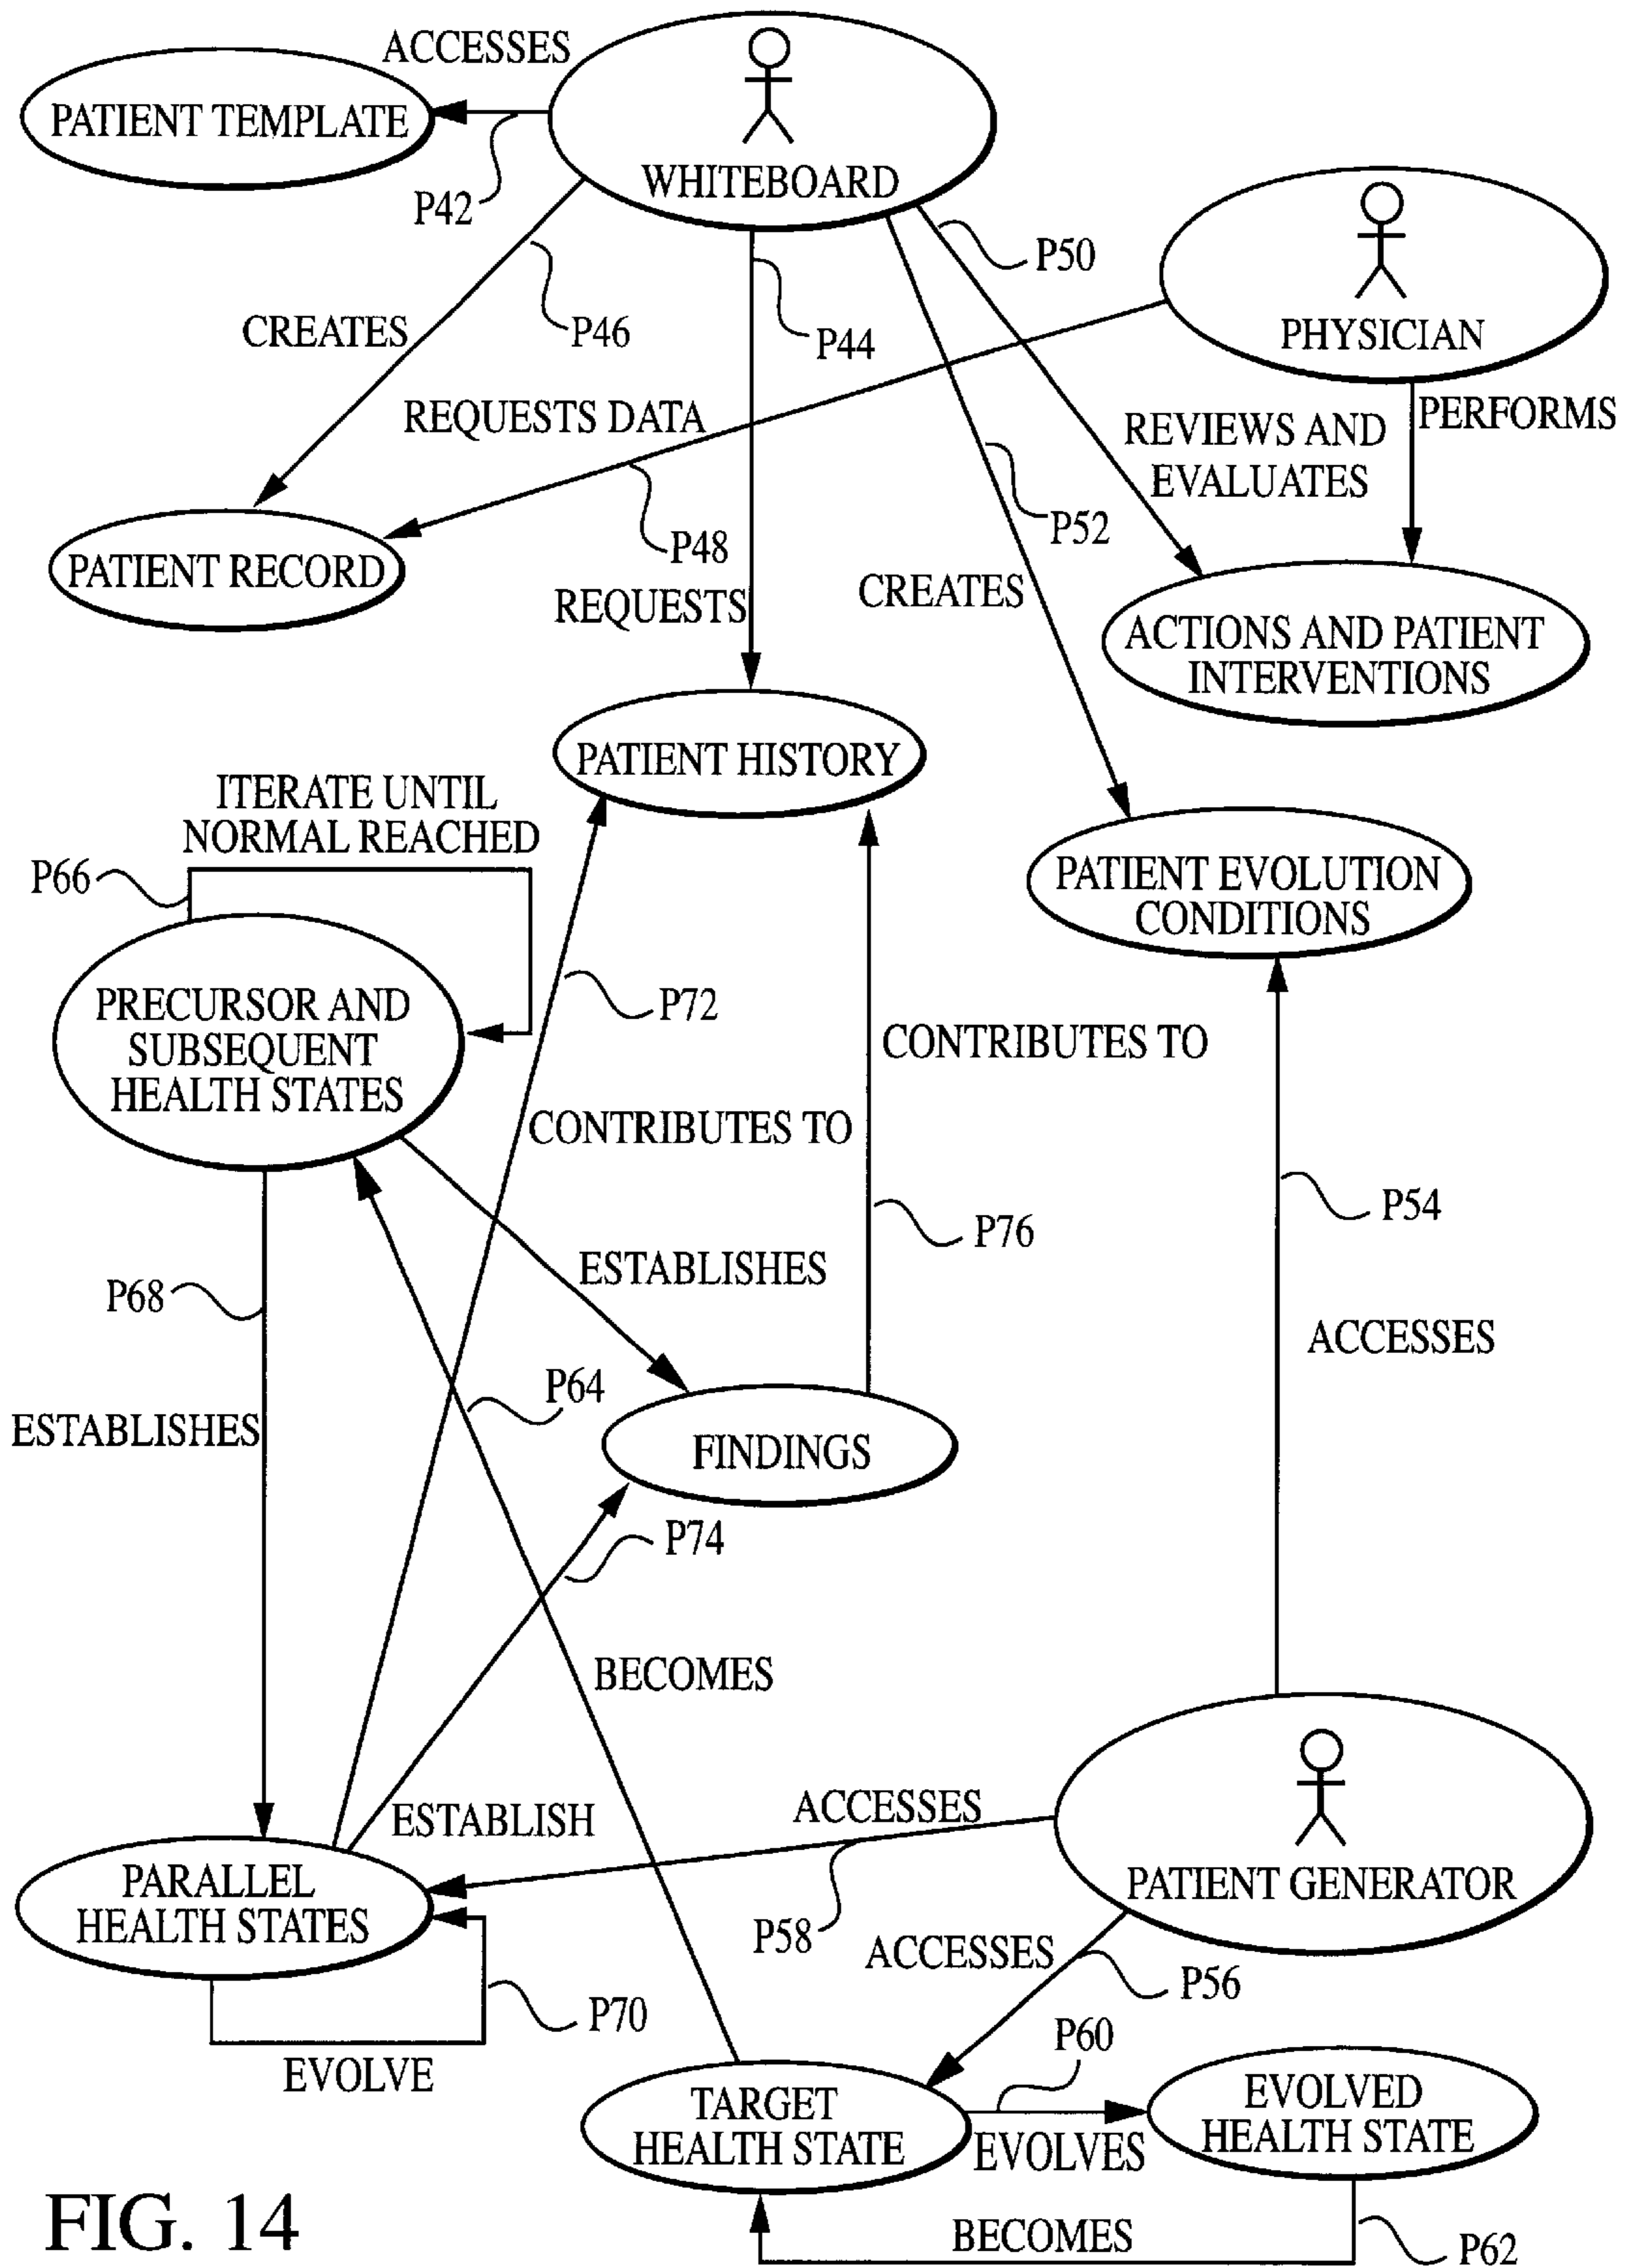 ACCESSES
PATIENT TEMPLATE
WHITEBOARD
P42
P50
P46
P44
CREATES
PHYSICIAN
REQUESTS DATA
PERFORMS
REVIEWS AND
EVALUATES
P48
P52
PATIENT RECORD
REQUESTS
CREATES
ACTIONS AND PATIENT
INTERVENTIONS
PATIENT HISTORY
ITERATE UNTIL
NORMAL REACHED
P66
PATIENT EVOLUTION
CONDITIONS
PRECURSOR AND
SUBSEQUENT
HEALTH STATES
P72
CONTRIBUTES TO
CONTRIBUTES TO
P54
P76
ESTABLISHES
P68
ACCESSES
P64
ESTABLISHES
FINDINGS
P74
BECOMES
ESTABLISH
ACCESSES
PARALLEL
HEALTH STATES
PATIENT GENERATOR
P58
ACCESSES
P56
P70
EVOLVE
P60
TARGET
HEALTH STATE
EVOLVES
EVOLVED
HEALTH STATE
BECOMES
P62
FIG. 14